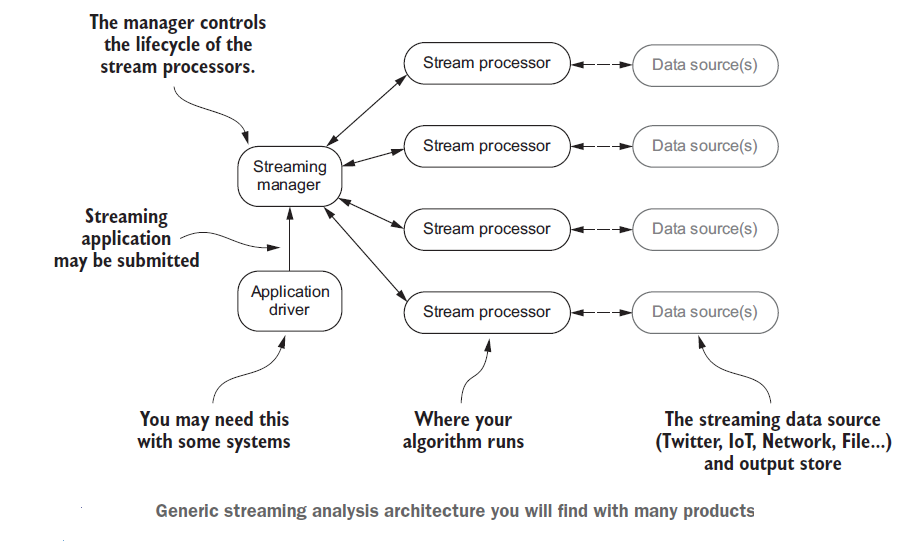 The manager controls
the lifecycle of the
stream processors.
Stream processor
Data source(s)
Stream processor
Data source(s)
Streaming
manager
Streaming
application
may be submitted
Stream processor
Data source(s)
Application
driver
Stream processor
Data source(s)
You may need this
with some systems
Where your
algorithm runs
The streaming data source
(Twitter, IoT, Network, File...)
and output store
Generic streaming analysis architecture you will find with many products